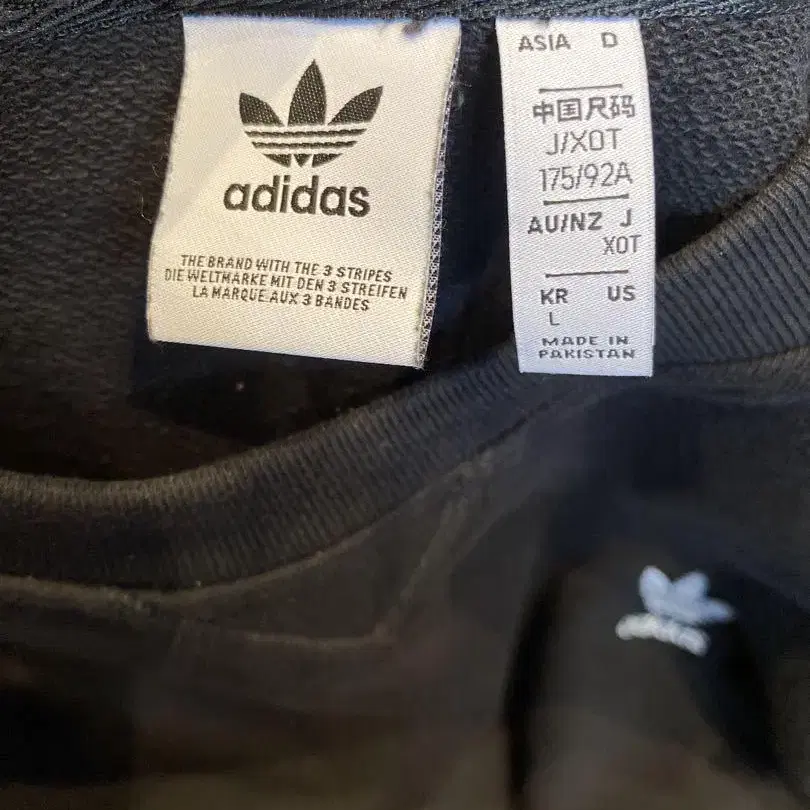 adidas
THE BRAND WITH THE 3 STRIPES
DIE WELTMARKE MIT DEN 3 STREIFEN
LA MARQUE AUX 3 BANDES
ASIA D
中国尺码
J/XOT
175/92A
AU/NZ J
XOT
KR US
L
MADE IN
PAKISTAN